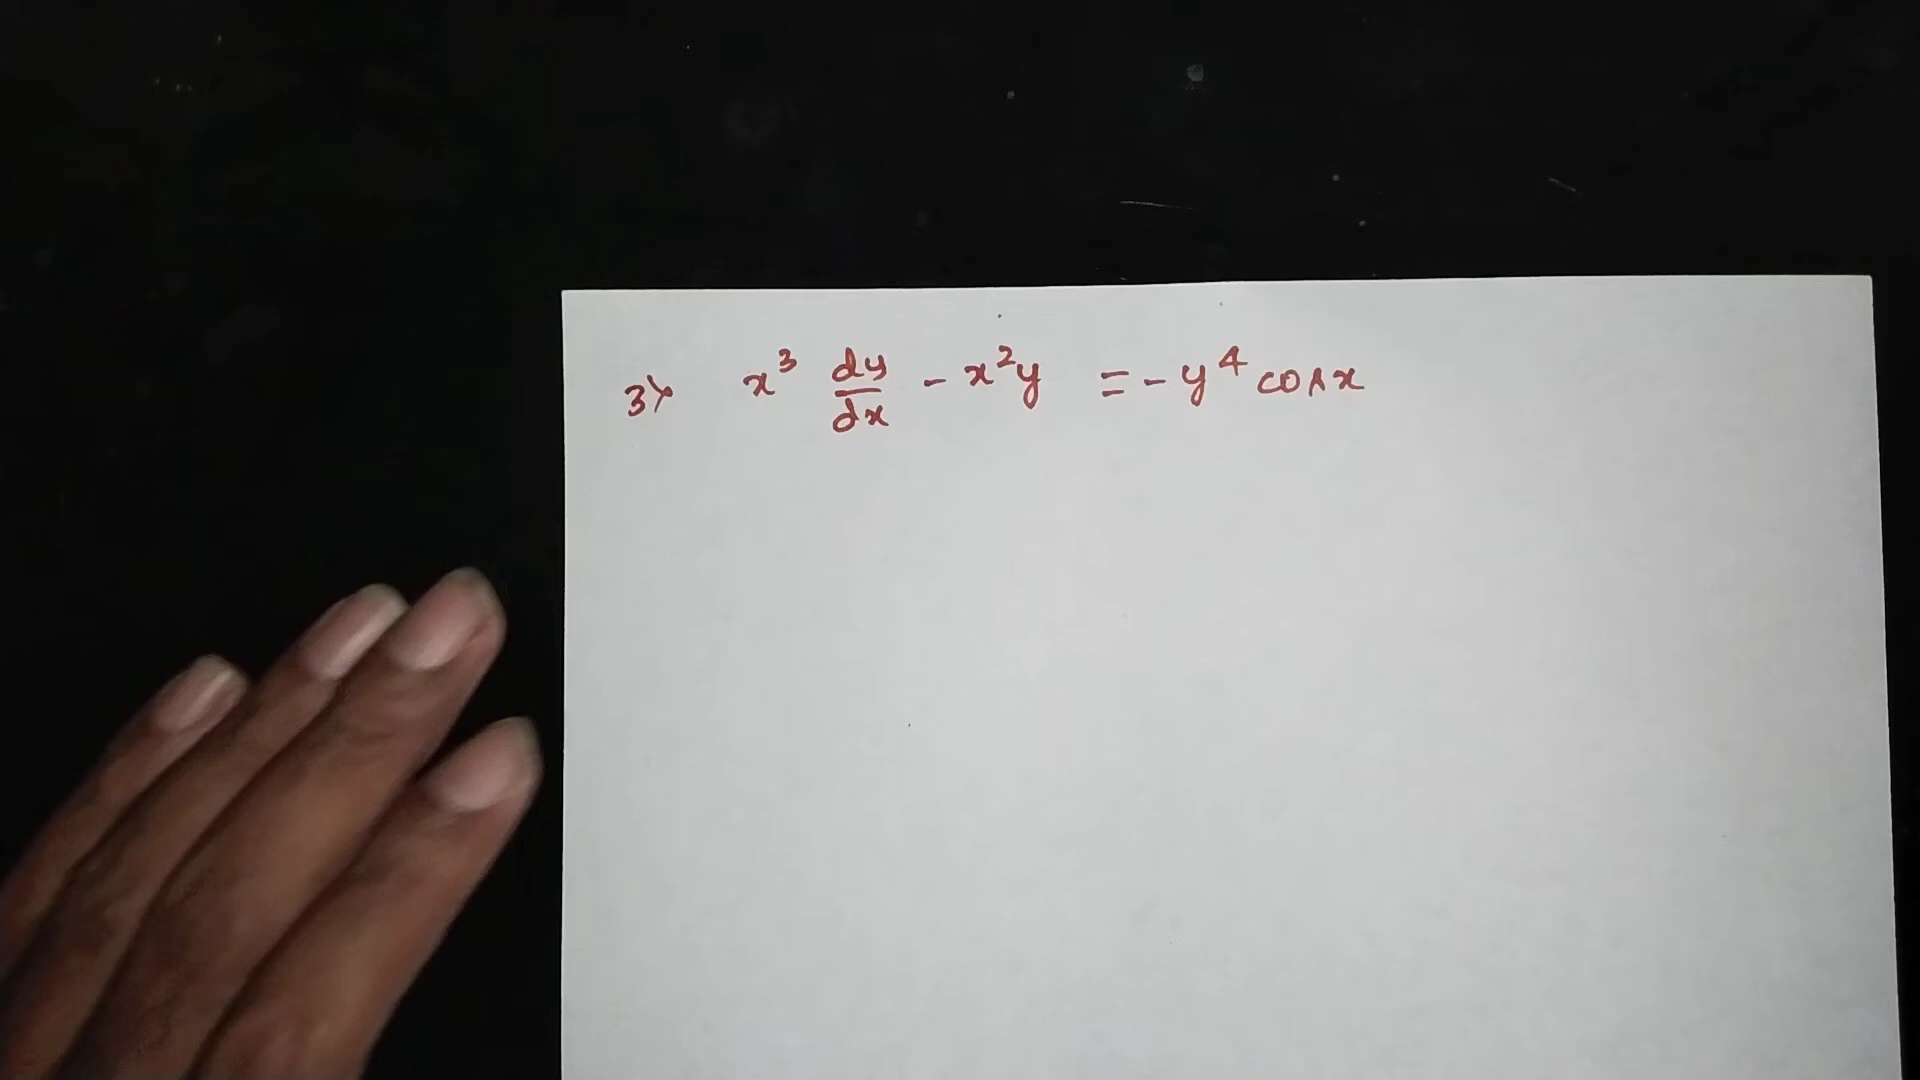 3) x³ dy/dx - x²y = - y⁴ cosx